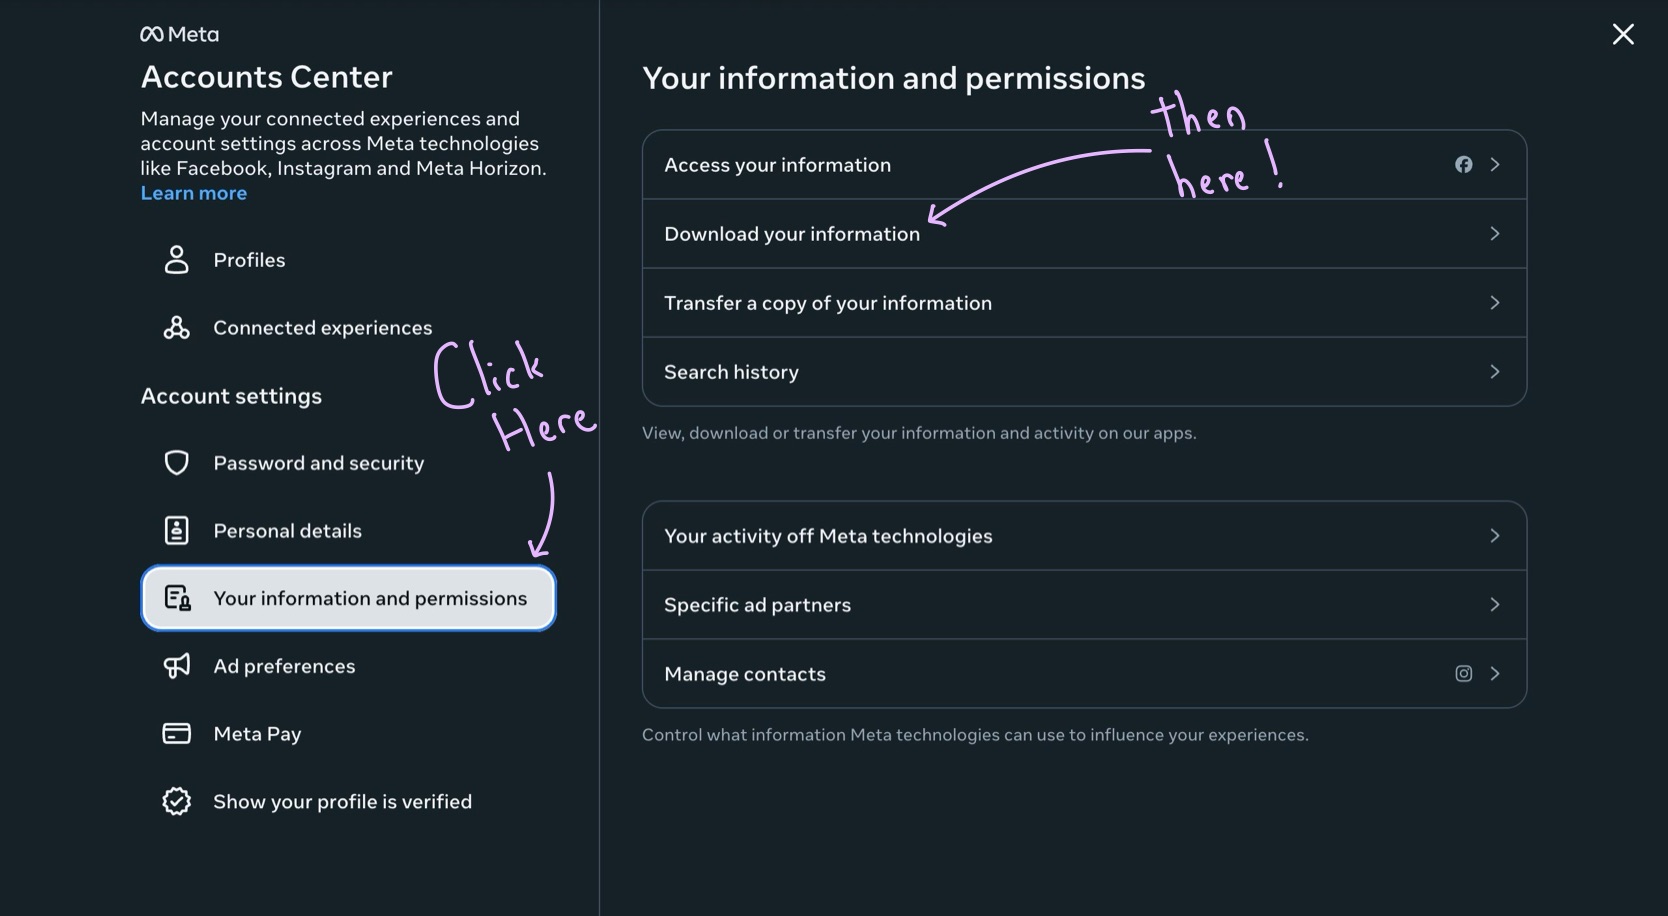 Meta
Accounts Center
Manage your connected experiences and
account settings across Meta technologies
like Facebook, Instagram and Meta Horizon.
Learn more
Profiles
Connected experiences
Click
Here
Account settings
Password and security
Personal details
Your information and permissions
Ad preferences
Meta Pay
Show your profile is verified
Your information and permissions
then
here!
Access your information
Download your information
Transfer a copy of your information
Search history
View, download or transfer your information and activity on our apps.
Your activity off Meta technologies
Specific ad partners
Manage contacts
Control what information Meta technologies can use to influence your experiences.